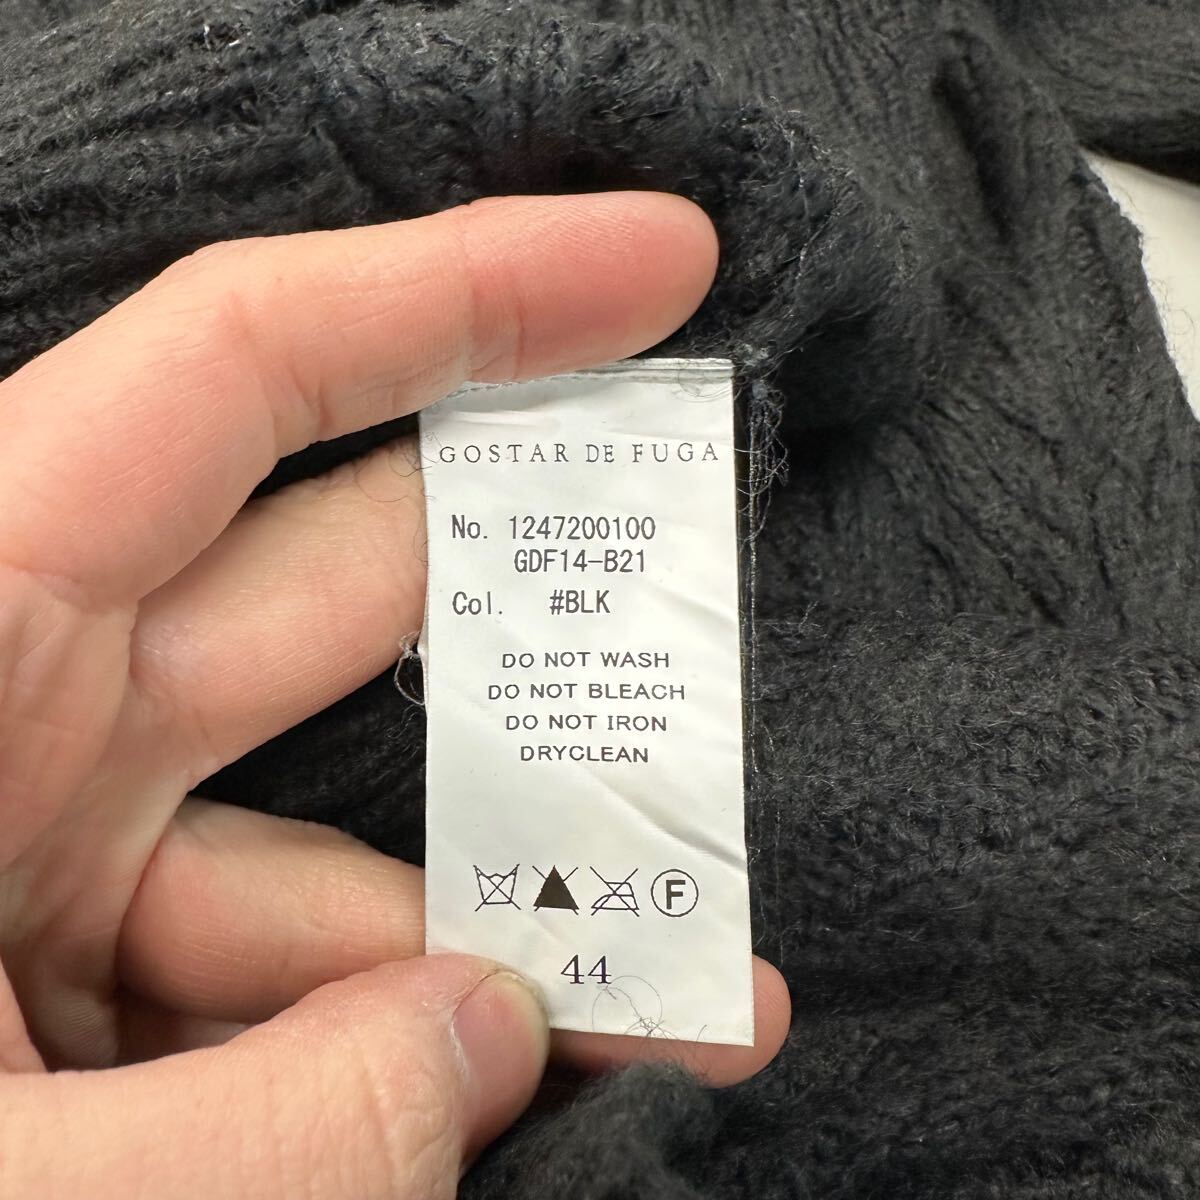 GOSTAR DE FUGA
No. 1247200100
GDF14-B21
Col. #BLK
DO NOT WASH
DO NOT BLEACH
DO NOT IRON
DRYCLEAN
F
44